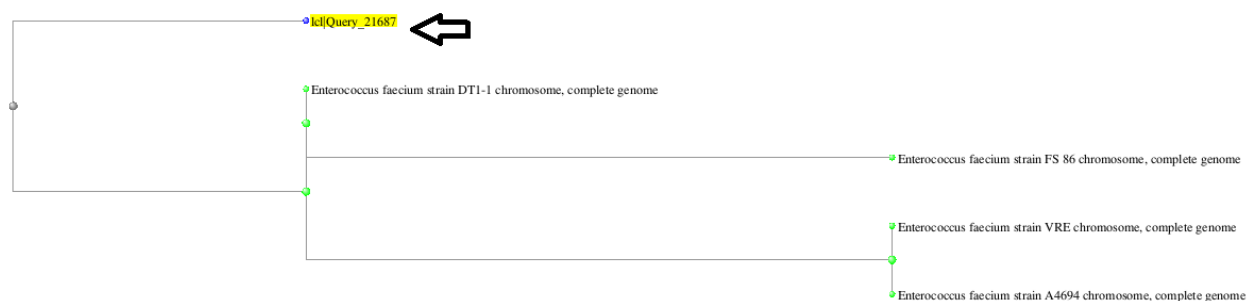 lcl|Query_21687
Enterococcus faecium strain DT1-1 chromosome, complete genome
Enterococcus faecium strain FS 86 chromosome, complete genome
Enterococcus faecium strain VRE chromosome, complete genome
Enterococcus faecium strain A4694 chromosome, complete genome